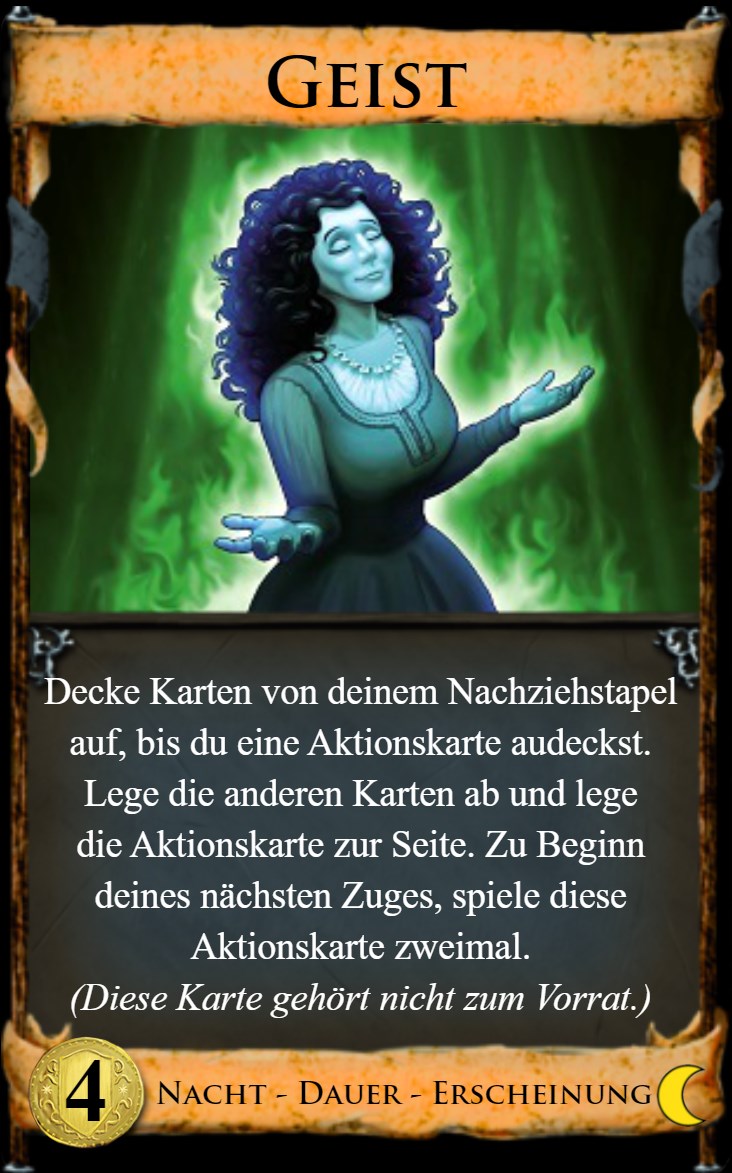 Geist
Decke Karten von deinem Nachziehstapel
auf, bis du eine Aktionskarte audeckst.
Lege die anderen Karten ab und lege
die Aktionskarte zur Seite. Zu Beginn
deines nächsten Zuges, spiele diese
Aktionskarte zweimal.
(Diese Karte gehört nicht zum Vorrat.)
4 Nacht - Dauer - Erscheinung